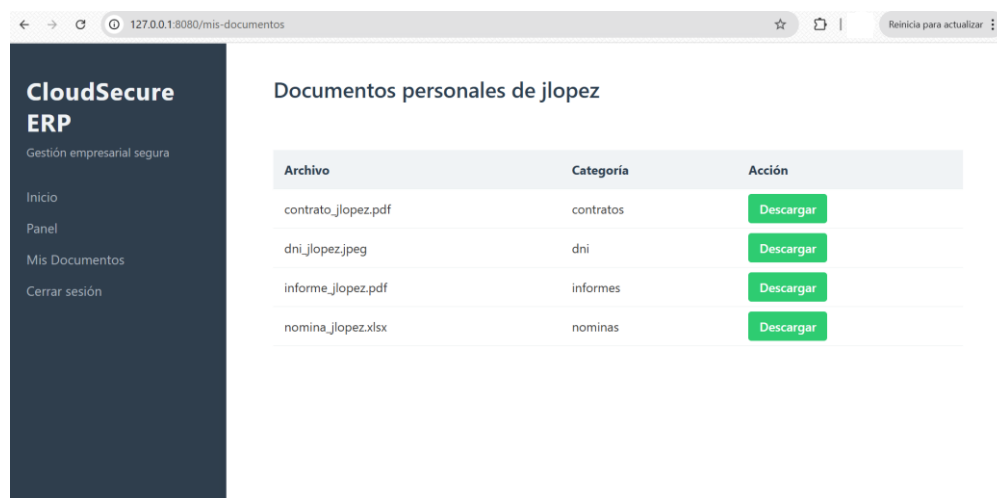 127.0.0.1:8080/mis-documentos
Reinicia para actualizar
CloudSecure
ERP
Gestión empresarial segura
Inicio
Panel
Mis Documentos
Cerrar sesión
Documentos personales de jlopez
Archivo Categoría Acción
contrato_jlopez.pdf contratos Descargar
dni_jlopez.jpeg dni Descargar
informe_jlopez.pdf informes Descargar
nomina_jlopez.xlsx nominas Descargar